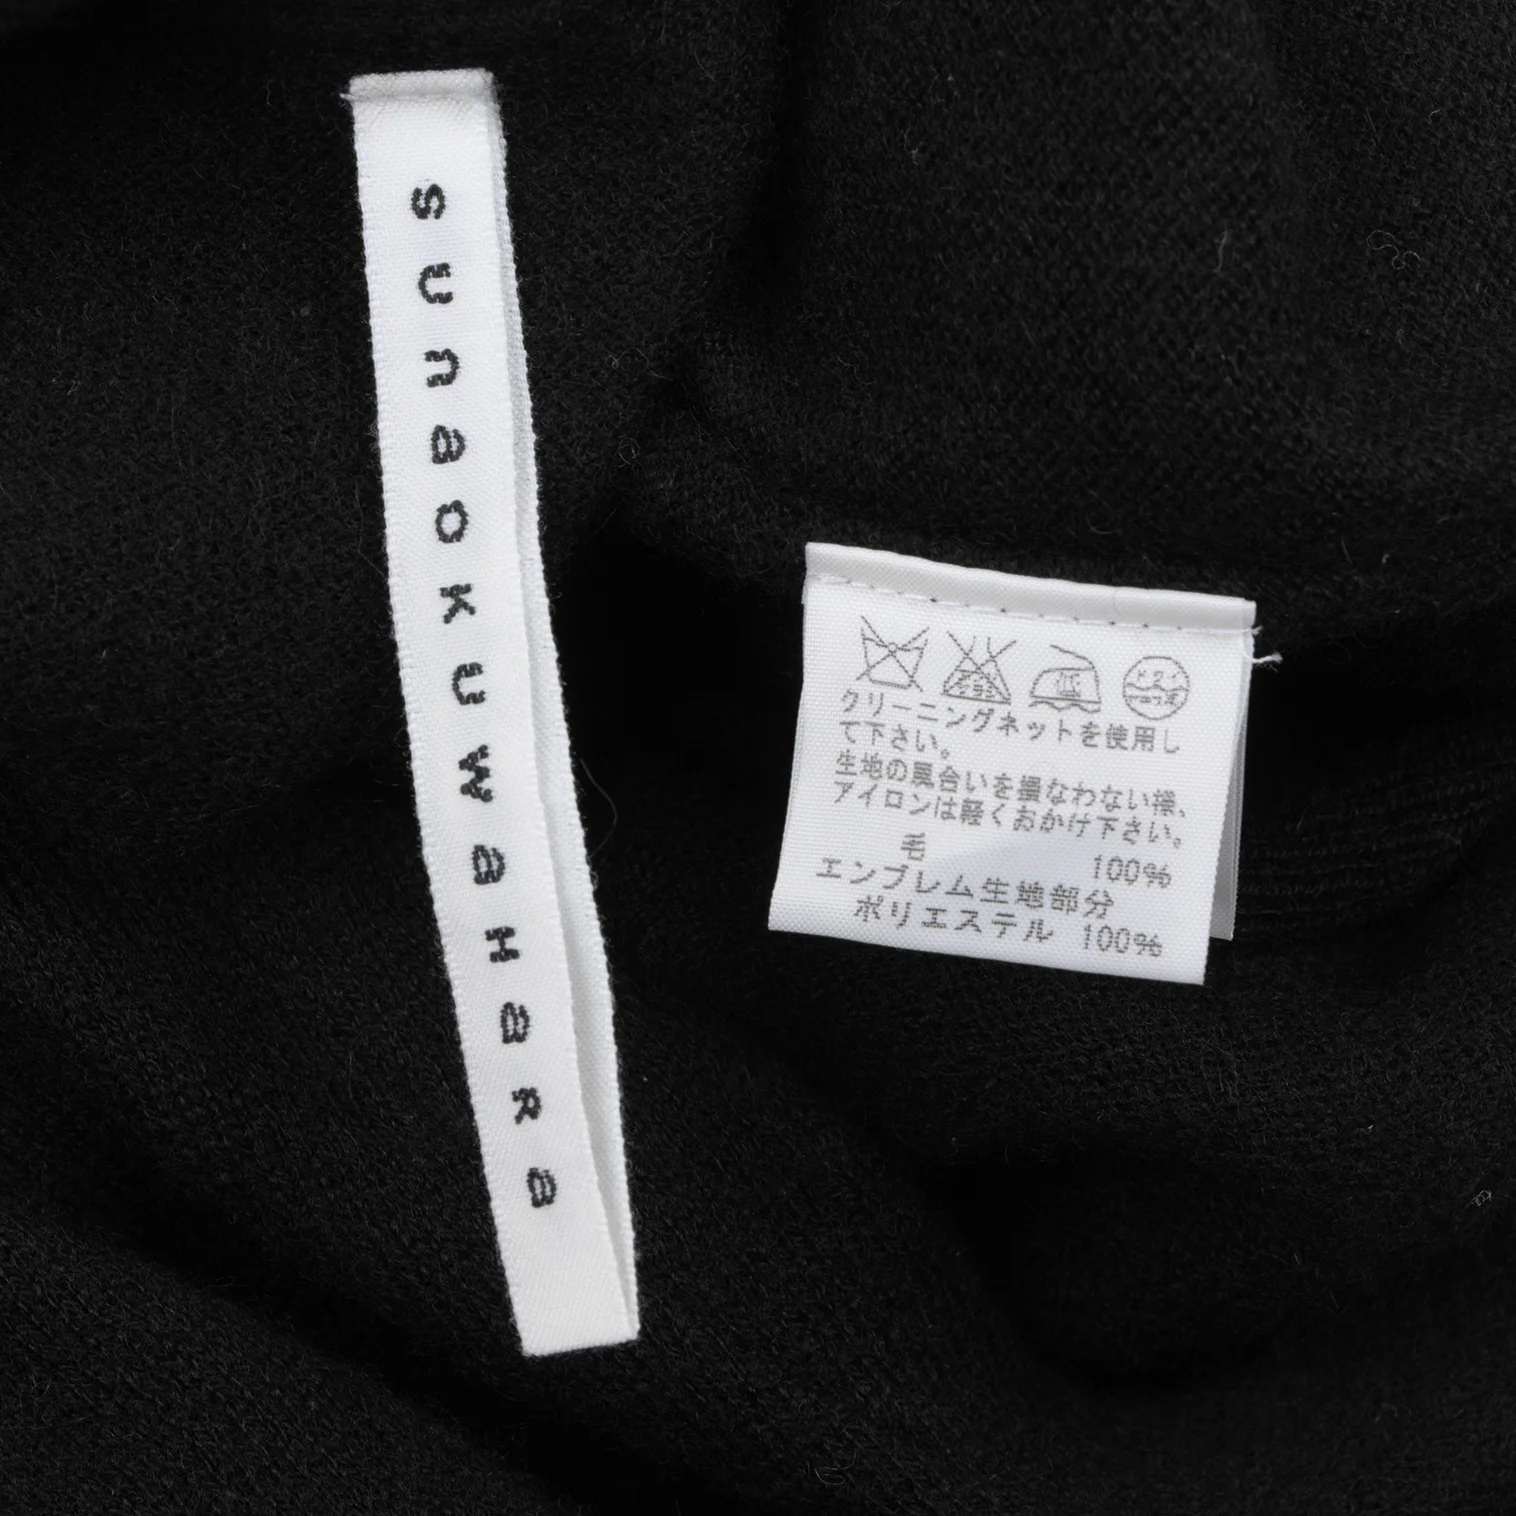 sunaokuwaHara
クリーニングネットを使用し
て下さい。
生地の風合いを損なわない様、
アイロンは軽くおかけ下さい。
毛 100%
エンブレム生地部分
ポリエステル 100%